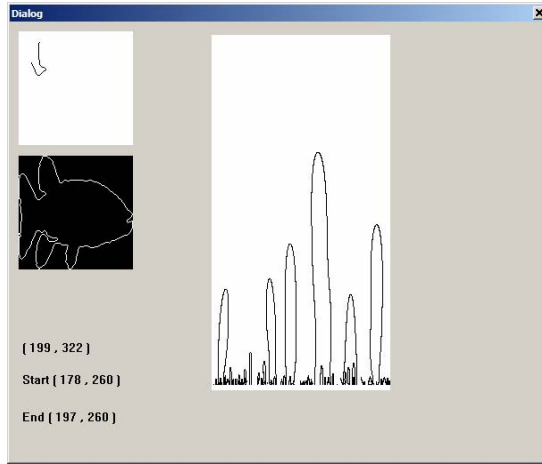 Dialog
( 199 , 322 )
Start ( 178 , 260 )
End ( 197 , 260 )